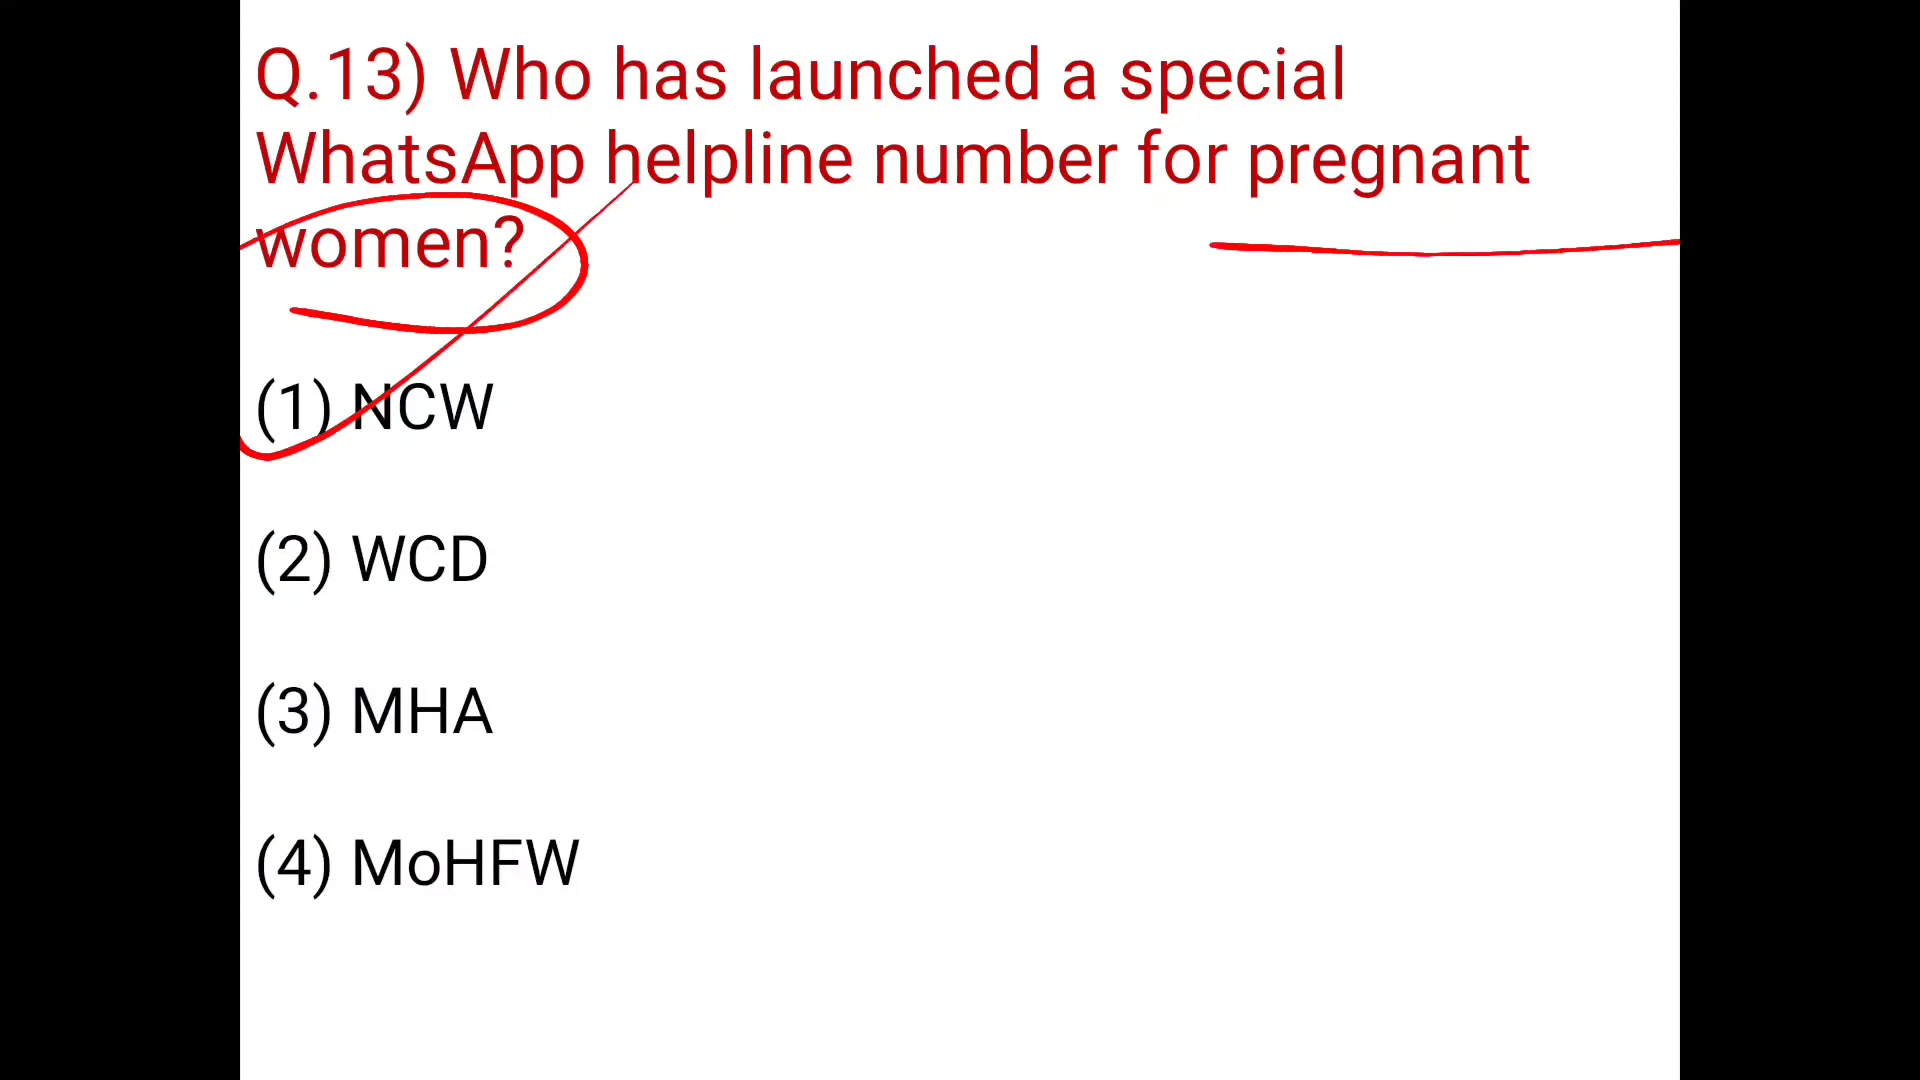 Q.13) Who has launched a special
WhatsApp helpline number for pregnant
women?
(1) NCW
(2) WCD
(3) MHA
(4) MoHFW